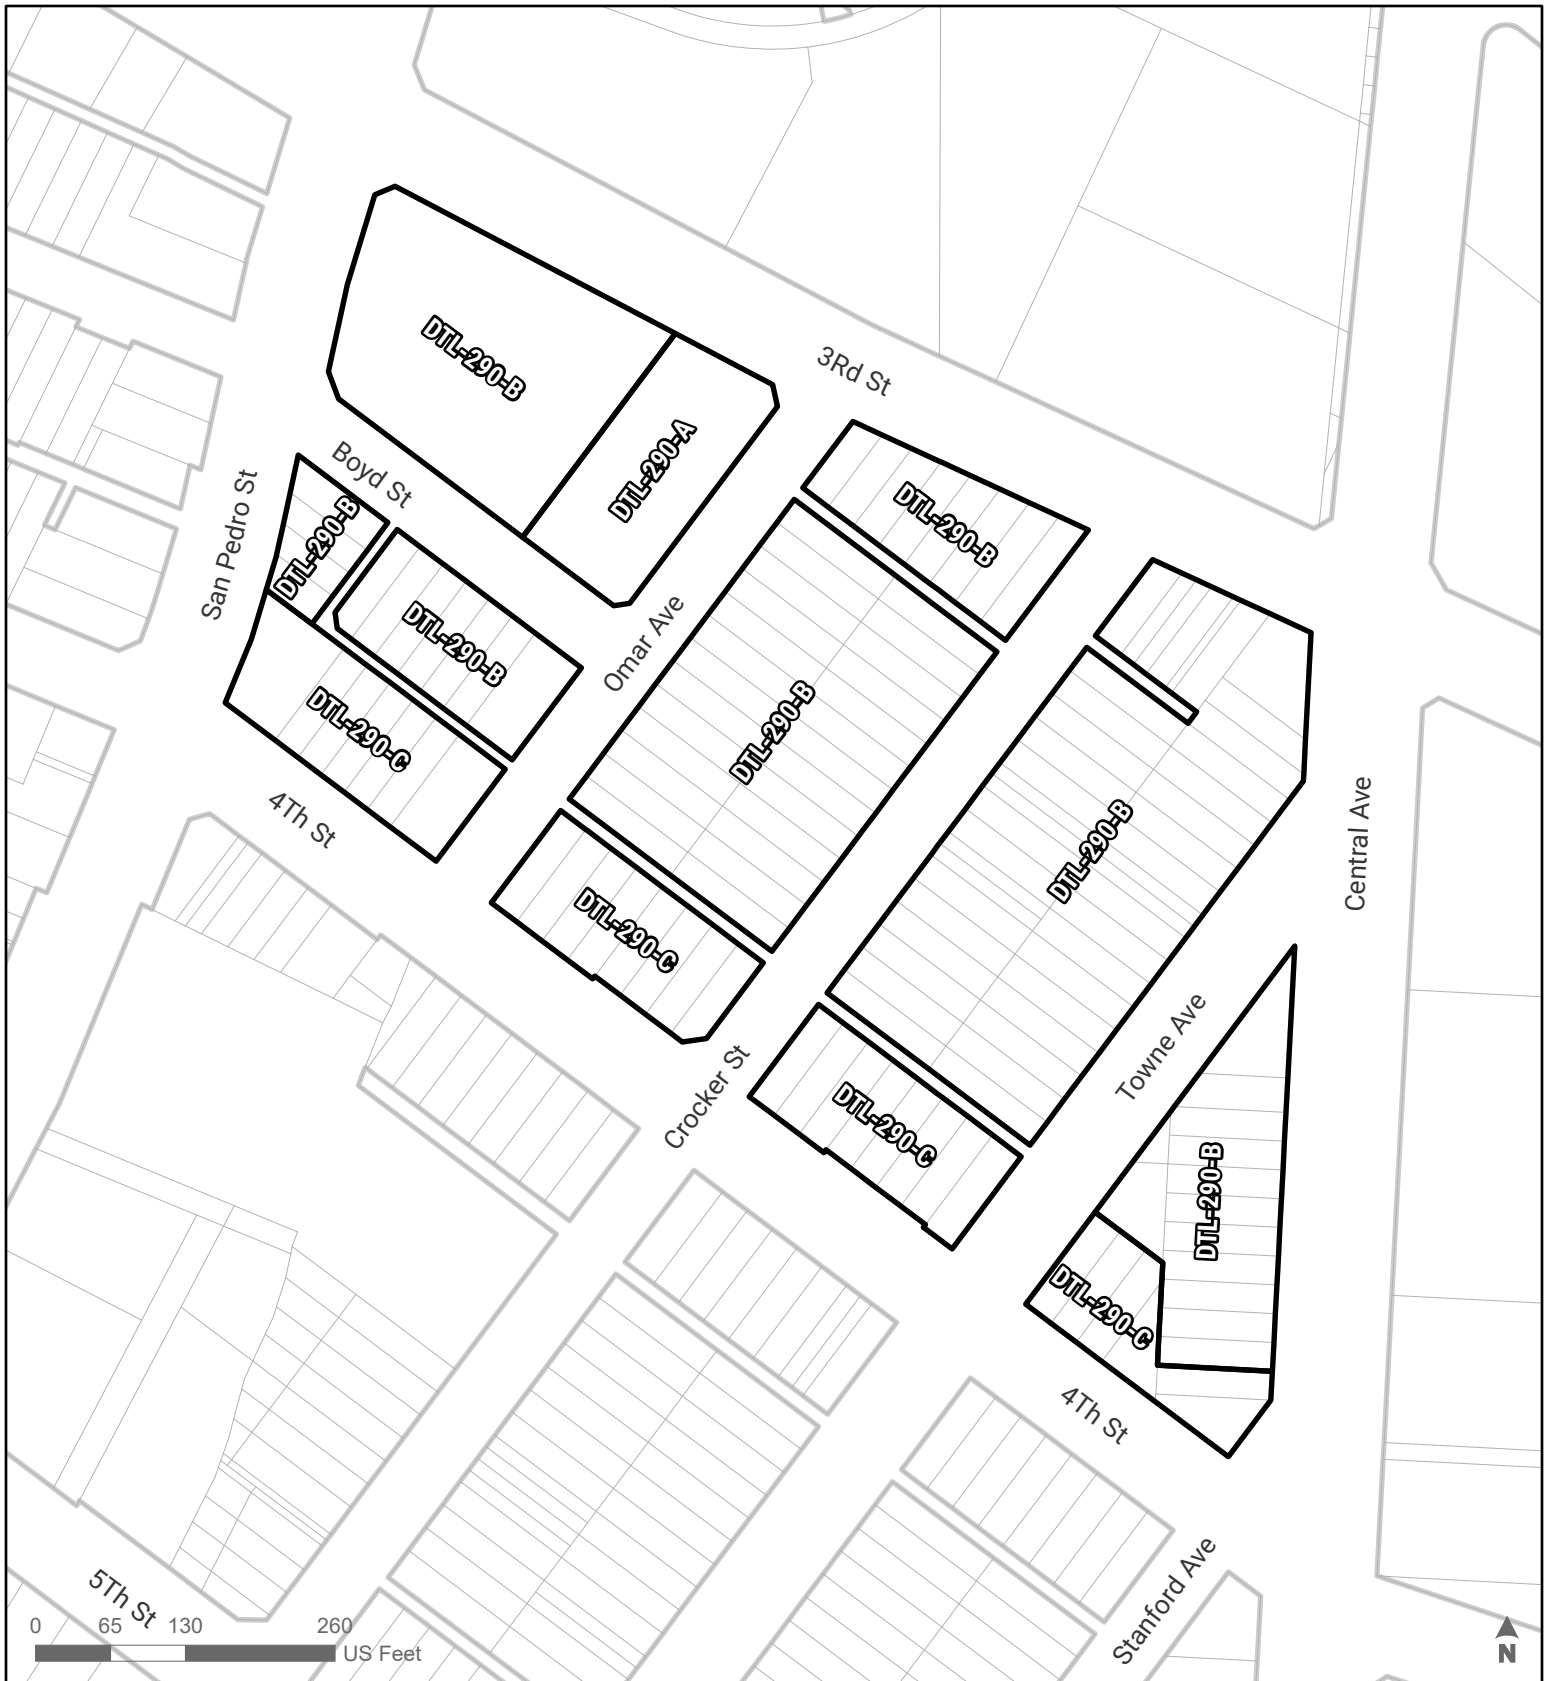 DTL-290-B
3Rd St
DTL-290-A
Boyd St
DTL-290-B
San Pedro St
DTL-290-B
DTL-290-B
Omar Ave
DTL-290-C
DTL-290-B
4Th St
DTL-290-B
Central Ave
DTL-290-C
Towne Ave
Crocker St
DTL-290-C
DTL-290-B
DTL-290-C
4Th St
5Th St
Stanford Ave
0 65 130 260
US Feet
N